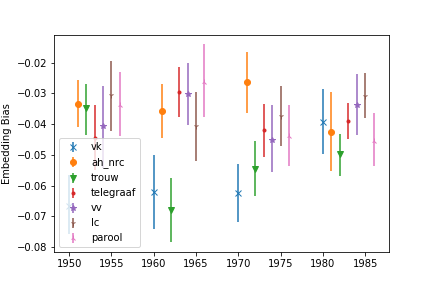 Embedding Bias
−0.02
−0.03
−0.04
−0.05
−0.06
−0.07
−0.08
vk
ah_nrc
trouw
telegraaf
vv
lc
parool
1950 1955 1960 1965 1970 1975 1980 1985